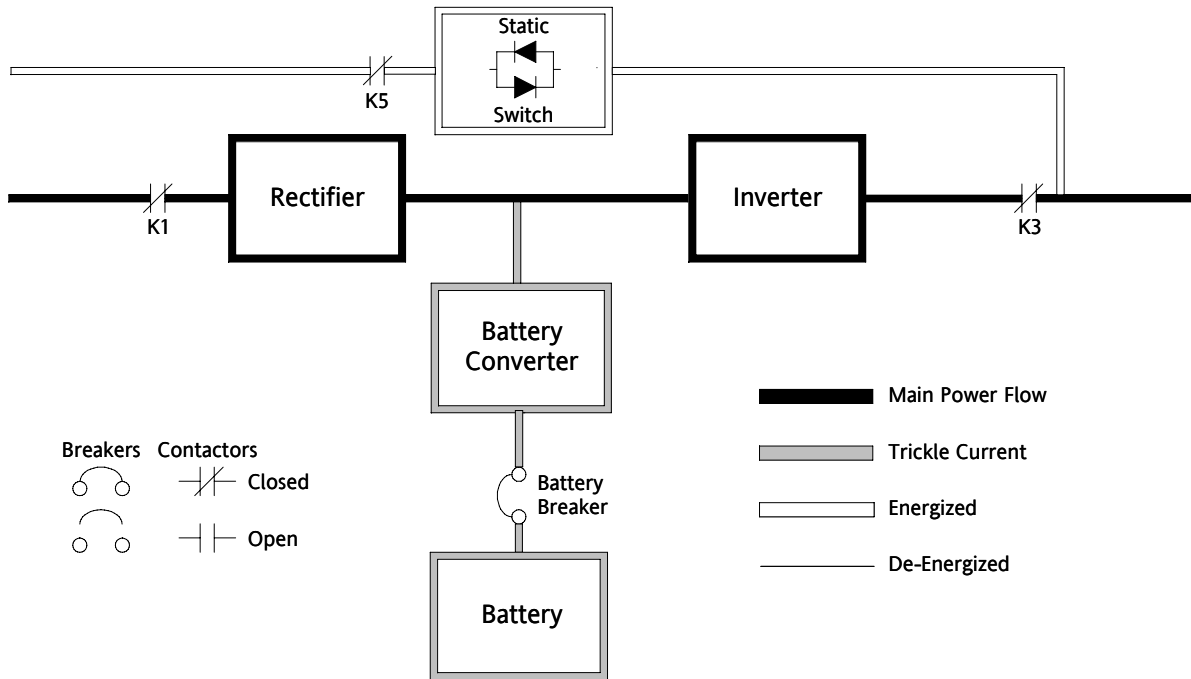 Static
Switch
K5
Rectifier
Inverter
K1
K3
Battery
Converter
Main Power Flow
Breakers Contactors
Trickle Current
Closed
Battery
Breaker
Energized
Open
De-Energized
Battery